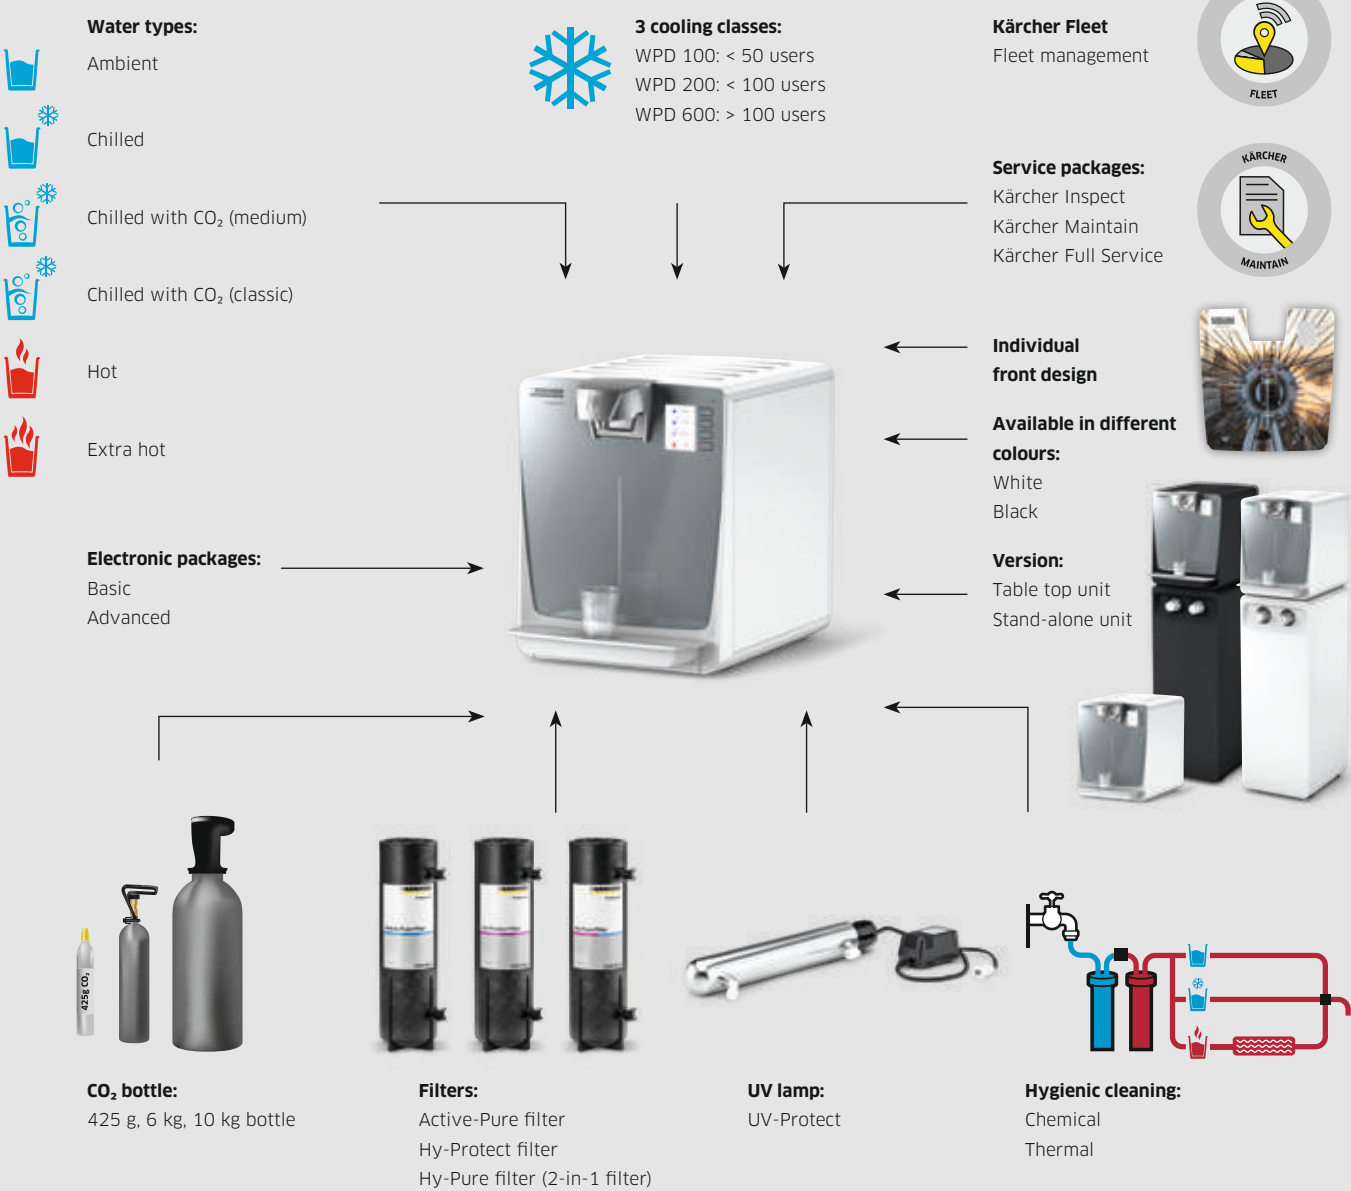 Water types:
Ambient
Chilled
Chilled with CO₂ (medium)
Chilled with CO₂ (classic)
Hot
Extra hot
3 cooling classes:
WPD 100: < 50 users
WPD 200: < 100 users
WPD 600: > 100 users
Kärcher Fleet
Fleet management
FLEET
Service packages:
Kärcher Inspect
Kärcher Maintain
Kärcher Full Service
KÄRCHER
MAINTAIN
Individual
front design
Available in different
colours:
White
Black
Version:
Table top unit
Stand-alone unit
Electronic packages:
Basic
Advanced
425g CO₂
CO₂ bottle:
425 g, 6 kg, 10 kg bottle
Filters:
Active-Pure filter
Hy-Protect filter
Hy-Pure filter (2-in-1 filter)
UV lamp:
UV-Protect
Hygienic cleaning:
Chemical
Thermal